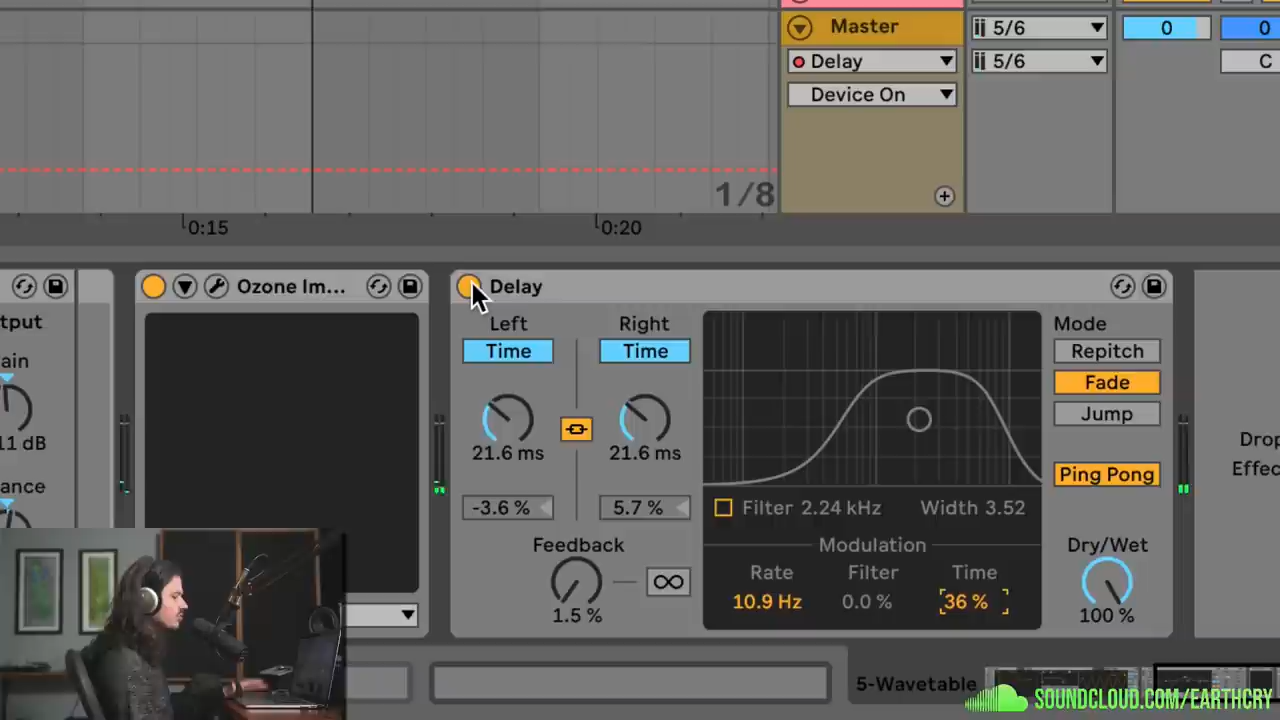 Master
ii 5/6
0
0
Delay
ii 5/6
C
Device On
1/8
0:15
0:20
Ozone Im...
Delay
tput
Left
Right
Mode
Time
Time
Repitch
ain
Fade
Jump
11 dB
21.6 ms
21.6 ms
Drop
Effec
ance
Ping Pong
-3.6 %
5.7 %
Filter 2.24 kHz
Width 3.52
Feedback
Modulation
Dry/Wet
Rate
Filter
Time
∞
10.9 Hz
0.0 %
36 %
1.5 %
100 %
5-Wavetable
SOUNDCLOUD.COM/EARTHCRY